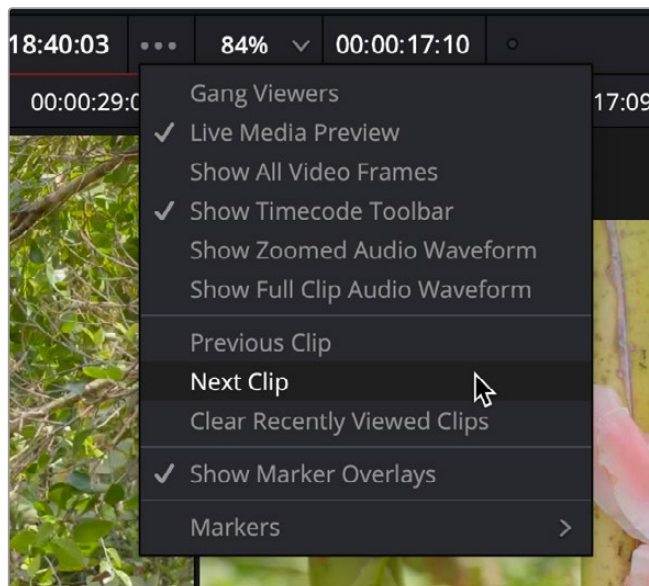 18:40:03 ••• 84% 00:00:17:10
00:00:29:0 17:09
Gang Viewers
Live Media Preview
Show All Video Frames
Show Timecode Toolbar
Show Zoomed Audio Waveform
Show Full Clip Audio Waveform
Previous Clip
Next Clip
Clear Recently Viewed Clips
Show Marker Overlays
Markers